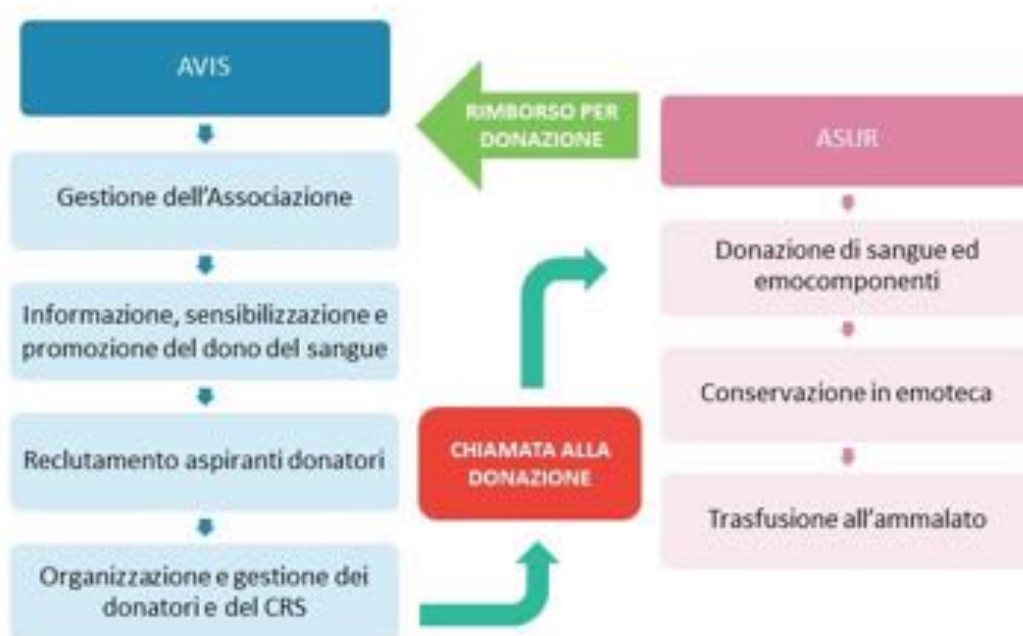 AVIS
Gestione dell'Associazione
Informazione, sensibilizzazione e
promozione del dono del sangue
Reclutamento aspiranti donatori
Organizzazione e gestione dei
donatori e del CRS
RIMBORSO PER
DONAZIONE
CHIAMATA ALLA
DONAZIONE
ASUR
Donazione di sangue ed
emocomponenti
Conservazione in emoteca
Trasfusione all'ammalato